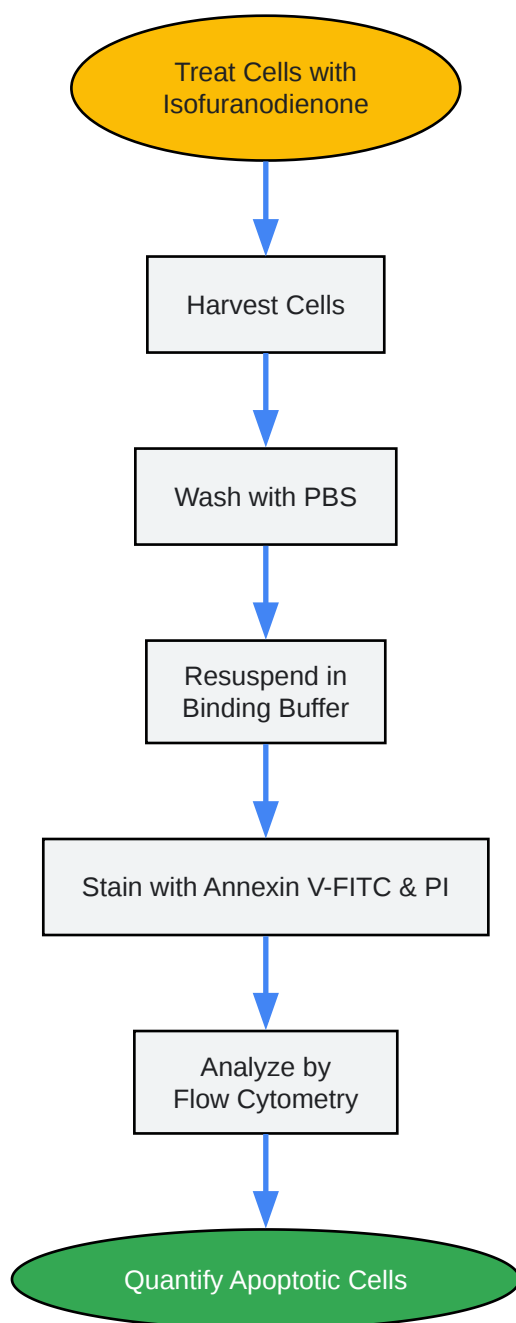 Treat Cells with
Isofuranodienone
Harvest Cells
Wash with PBS
Resuspend in
Binding Buffer
Stain with Annexin V-FITC & PI
Analyze by
Flow Cytometry
Quantify Apoptotic Cells